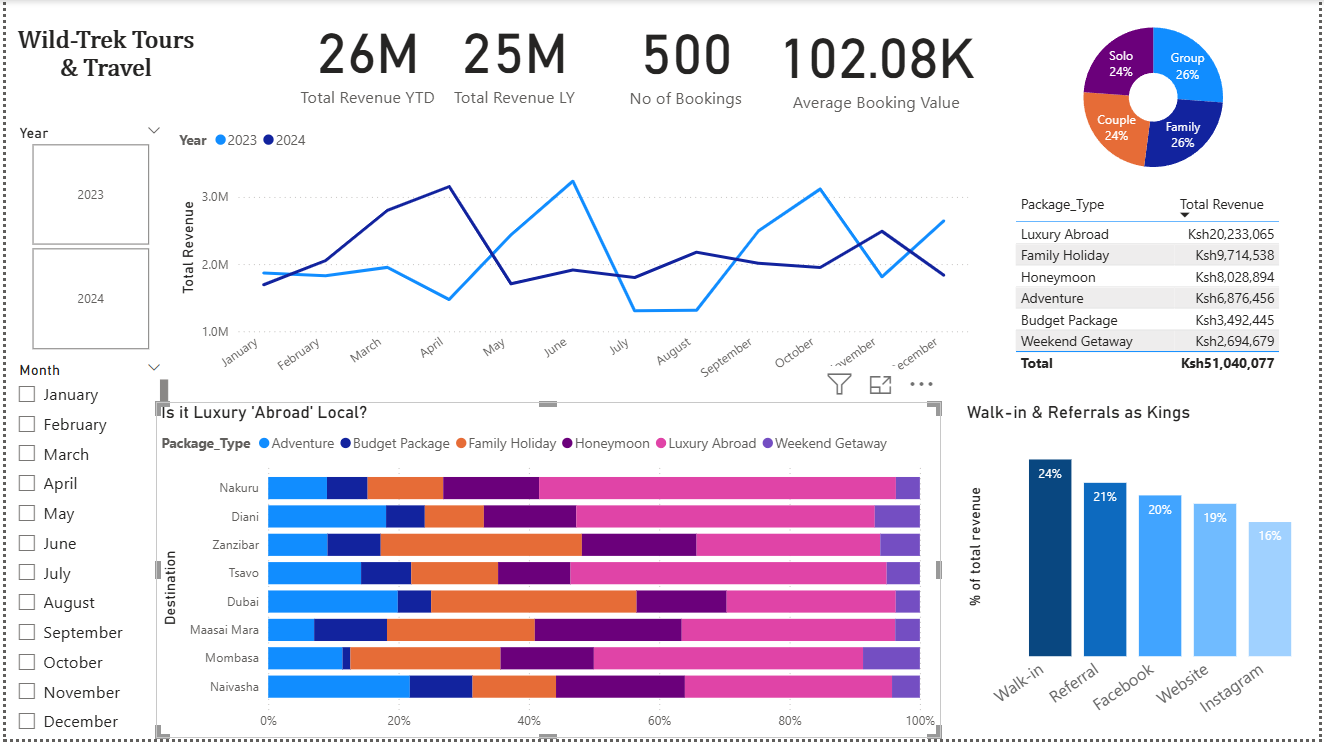 Wild-Trek Tours
& Travel
26M
Total Revenue YTD
25M
Total Revenue LY
500
No of Bookings
102.08K
Average Booking Value
Solo
24%
Group
26%
Couple
24%
Family
26%
Year
2023
2024
Month
January
February
March
April
May
June
July
August
September
October
November
December
Year 2023 2024
Total Revenue
3.0M
2.0M
1.0M
January
February
March
April
May
June
July
August
September
October
Package_Type Total Revenue
Luxury Abroad Ksh20,233,065
Family Holiday Ksh9,714,538
Honeymoon Ksh8,028,894
Adventure Ksh6,876,456
Budget Package Ksh3,492,445
Weekend Getaway Ksh2,694,679
Total Ksh51,040,077
Is it Luxury 'Abroad' Local?
Package_Type Adventure Budget Package Family Holiday Honeymoon Luxury Abroad Weekend Getaway
Destination
Nakuru
Diani
Zanzibar
Tsavo
Dubai
Maasai Mara
Mombasa
Naivasha
0% 20% 40% 60% 80% 100%
Walk-in & Referrals as Kings
% of total revenue
24%
21%
20%
19%
16%
Walk-in
Referral
Facebook
Website
Instagram